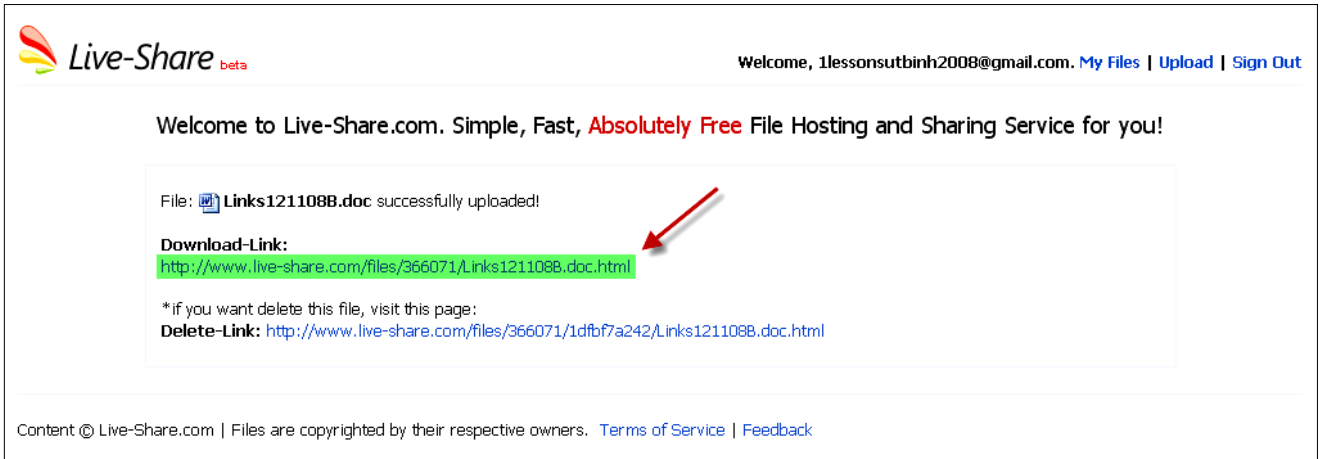 Live-Share beta
Welcome, 1lessonsutbinh2008@gmail.com. My Files | Upload | Sign Out
Welcome to Live-Share.com. Simple, Fast, Absolutely Free File Hosting and Sharing Service for you!
File: Links121108B.doc successfully uploaded!
Download-Link:
http://www.live-share.com/files/366071/Links121108B.doc.html
*if you want delete this file, visit this page:
Delete-Link: http://www.live-share.com/files/366071/1dfbf7a242/Links121108B.doc.html
Content © Live-Share.com | Files are copyrighted by their respective owners. Terms of Service | Feedback